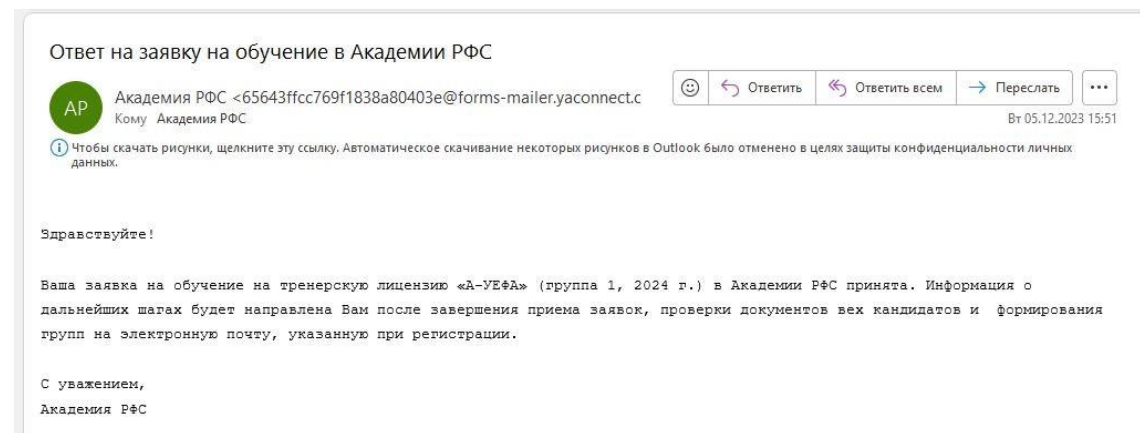 Ответ на заявку на обучение в Академии РФС
АР
Академия РФС <65643ffcc769f1838a80403e@forms-mailer.yaconnect.c
Ответить
Ответить всем
Переслать
Кому Академия РФС
Вт 05.12.2023 15:51
Чтобы скачать рисунки, щелкните эту ссылку. Автоматическое скачивание некоторых рисунков в Outlook было отменено в целях защиты конфиденциальности личных
данных.
Здравствуйте!
Ваша заявка на обучение на тренерскую лицензию «А-УЕФА» (группа 1, 2024 г.) в Академии РФС принята. Информация о
дальнейших шагах будет направлена Вам после завершения приема заявок, проверки документов вех кандидатов и формирования
групп на электронную почту, указанную при регистрации.
С уважением,
Академия РФС